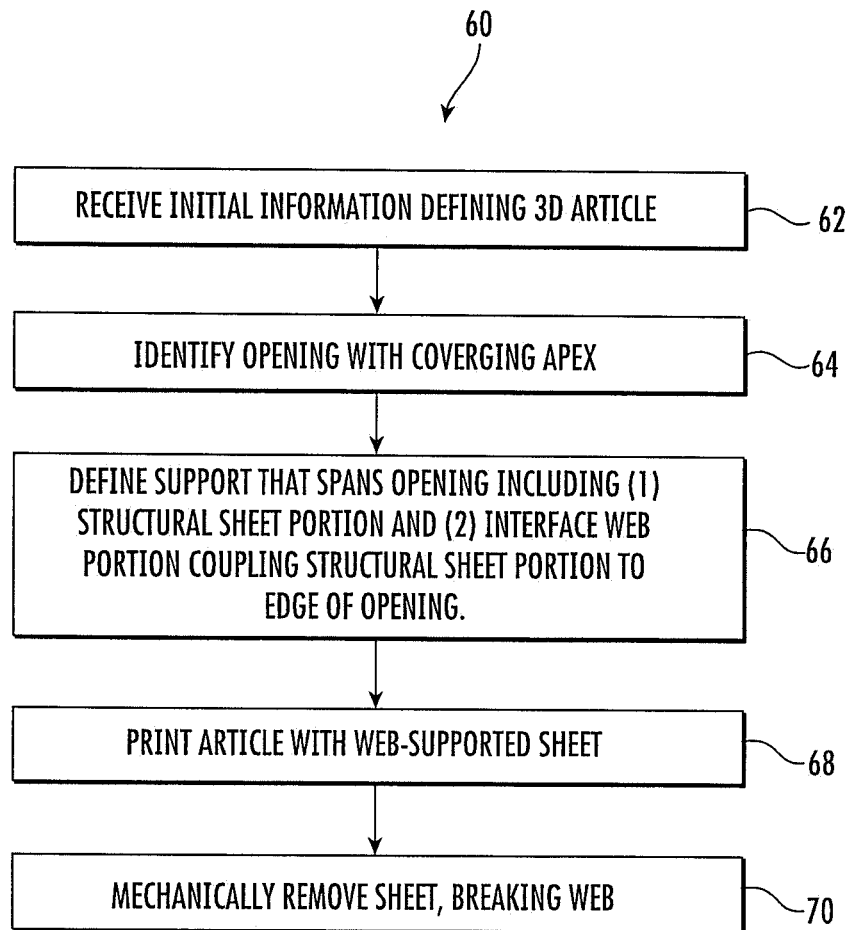 60
RECEIVE INITIAL INFORMATION DEFINING 3D ARTICLE
62
IDENTIFY OPENING WITH COVERGING APEX
64
DEFINE SUPPORT THAT SPANS OPENING INCLUDING (1)
STRUCTURAL SHEET PORTION AND (2) INTERFACE WEB
PORTION COUPLING STRUCTURAL SHEET PORTION TO
EDGE OF OPENING.
66
PRINT ARTICLE WITH WEB-SUPPORTED SHEET
68
MECHANICALLY REMOVE SHEET, BREAKING WEB
70